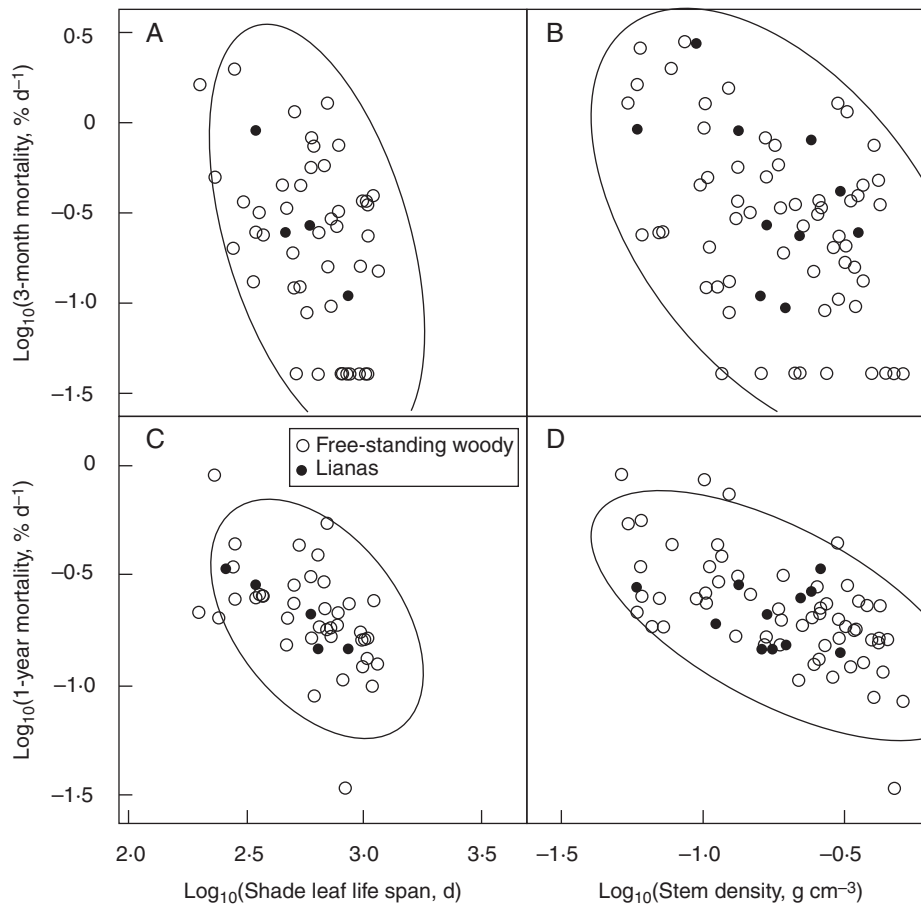 A
B
Log10(3-month mortality, % d−1)
0·5
0
−0·5
−1·0
−1·5
C
D
Free-standing woody
Lianas
Log10(1-year mortality, % d−1)
0
−0·5
−1·0
−1·5
2·0 2·5 3·0 3·5
−1·5 −1·0 −0·5
Log10(Shade leaf life span, d)
Log10(Stem density, g cm−3)